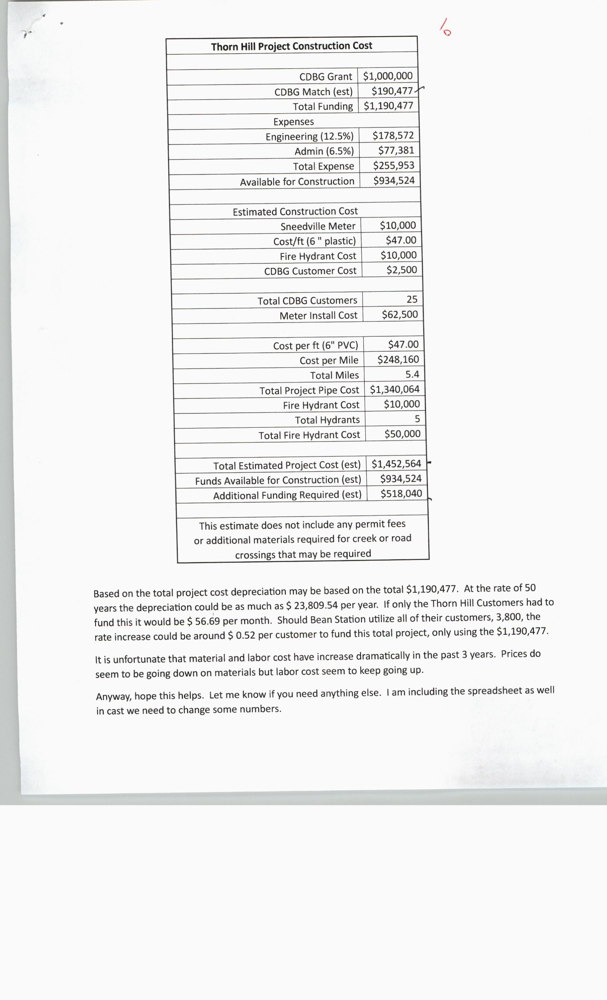 6
Thorn Hill Project Construction Cost
CDBG Grant $1,000,000
CDBG Match (est) $190,477
Total Funding $1,190,477
Expenses
Engineering (12.5%) $178,572
Admin (6.5%) $77,381
Total Expense $255,953
Available for Construction $934,524
Estimated Construction Cost
Sneedville Meter $10,000
Cost/ft (6 " plastic) $47.00
Fire Hydrant Cost $10,000
CDBG Customer Cost $2,500
Total CDBG Customers 25
Meter Install Cost $62,500
Cost per ft (6" PVC) $47.00
Cost per Mile $248,160
Total Miles 5.4
Total Project Pipe Cost $1,340,064
Fire Hydrant Cost $10,000
Total Hydrants 5
Total Fire Hydrant Cost $50,000
Total Estimated Project Cost (est) $1,452,564
Funds Available for Construction (est) $934,524
Additional Funding Required (est) $518,040
This estimate does not include any permit fees
or additional materials required for creek or road
crossings that may be required
Based on the total project cost depreciation may be based on the total $1,190,477. At the rate of 50
years the depreciation could be as much as $ 23,809.54 per year. If only the Thorn Hill Customers had to
fund this it would be $ 56.69 per month. Should Bean Station utilize all of their customers, 3,800, the
rate increase could be around $ 0.52 per customer to fund this total project, only using the $1,190,477.
It is unfortunate that material and labor cost have increase dramatically in the past 3 years. Prices do
seem to be going down on materials but labor cost seem to keep going up.
Anyway, hope this helps. Let me know if you need anything else. I am including the spreadsheet as well
in cast we need to change some numbers.